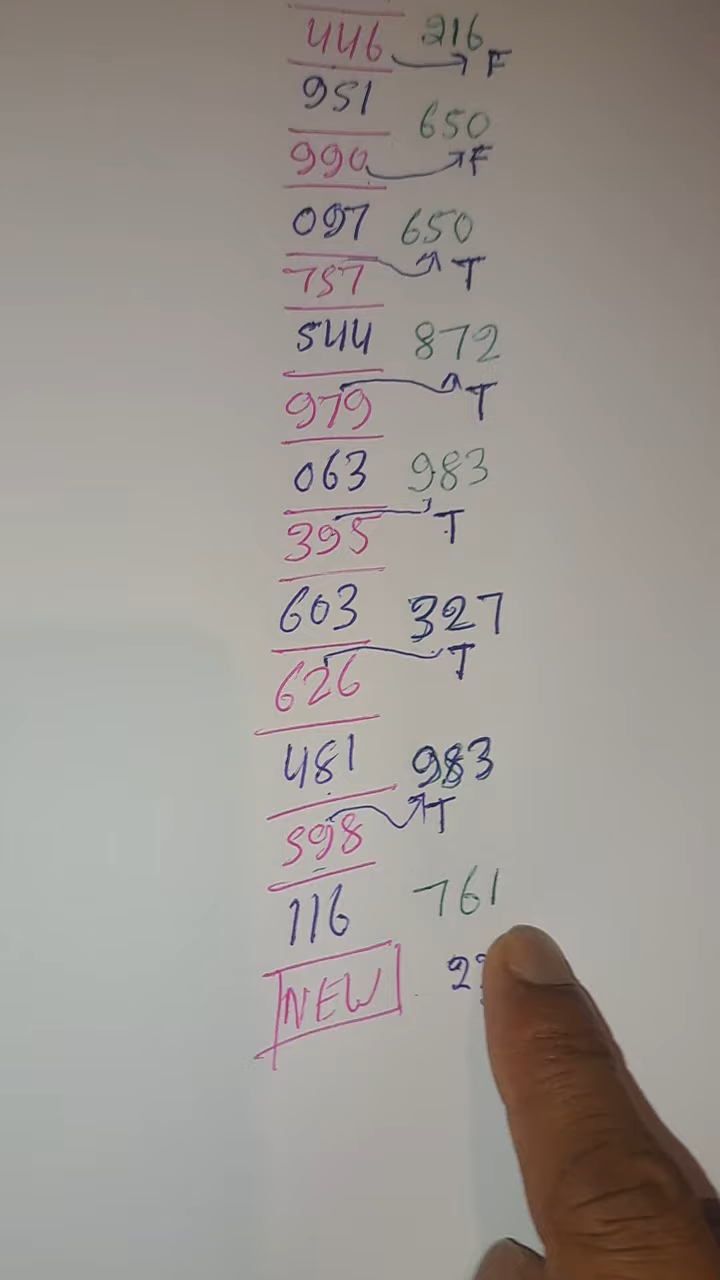 446 216
F
951
650
990 F
097 650
T
757
544 872
979 T
063 983
395 T
603 327
626 T
481 983
T
598
116 761
NEW